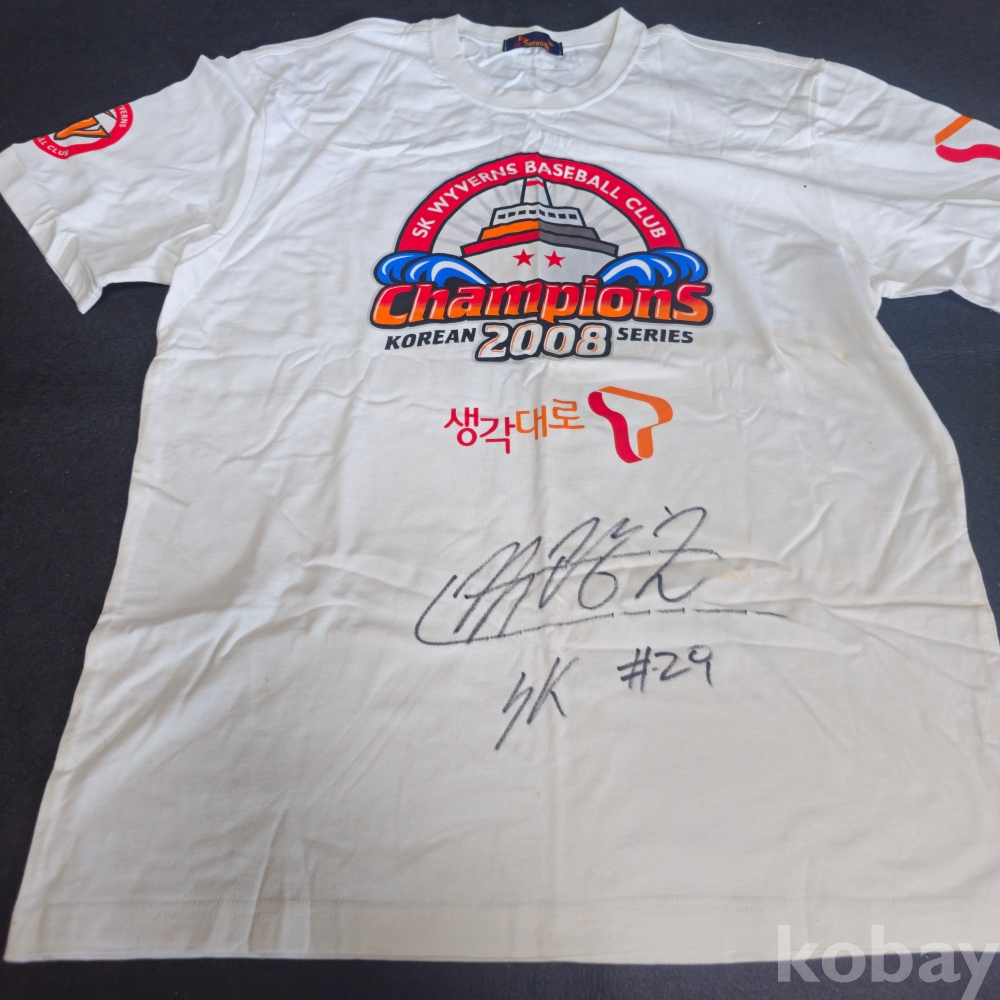 SK WYVERNS BASEBALL CLUB
Champions
KOREAN 2008 SERIES
생각대로 T
SK #29
kobay